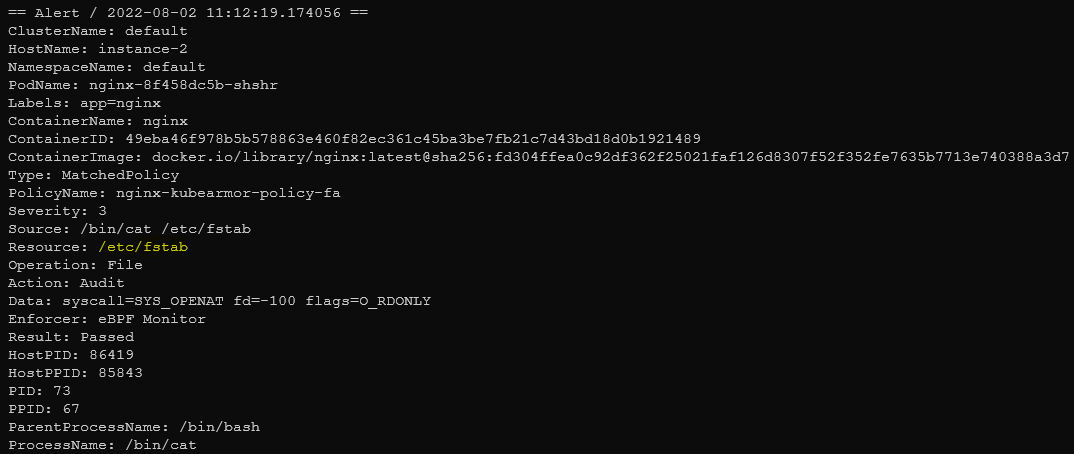 == Alert / 2022-08-02 11:12:19.174056 ==
ClusterName: default
HostName: instance-2
NamespaceName: default
PodName: nginx-8f458dc5b-shshr
Labels: app=nginx
ContainerName: nginx
ContainerID: 49eba46f978b5b578863e460f82ec361c45ba3be7fb21c7d43bd18d0b1921489
ContainerImage: docker.io/library/nginx:latest@sha256:fd304ffea0c92df362f25021faf126d8307f52f352fe7635b7713e740388a3d7
Type: MatchedPolicy
PolicyName: nginx-kubearmor-policy-fa
Severity: 3
Source: /bin/cat /etc/fstab
Resource: /etc/fstab
Operation: File
Action: Audit
Data: syscall=SYS_OPENAT fd=-100 flags=O_RDONLY
Enforcer: eBPF Monitor
Result: Passed
HostPID: 86419
HostPPID: 85843
PID: 73
PPID: 67
ParentProcessName: /bin/bash
ProcessName: /bin/cat